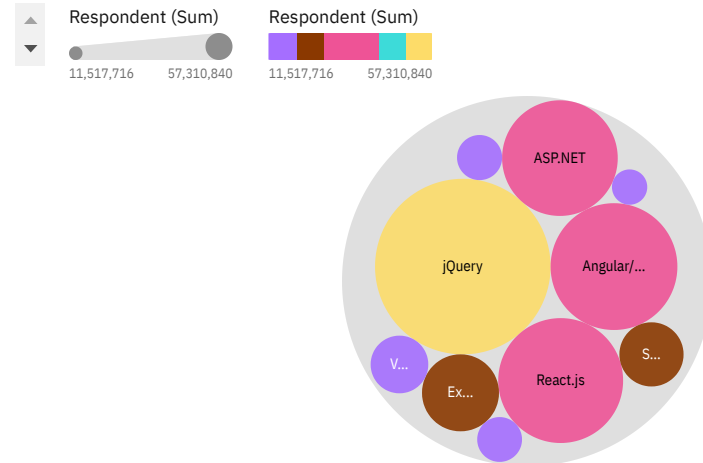 Respondent (Sum)
11,517,716 57,310,840
Respondent (Sum)
11,517,716 57,310,840
ASP.NET
jQuery
Angular/...
V...
Ex...
React.js
S...